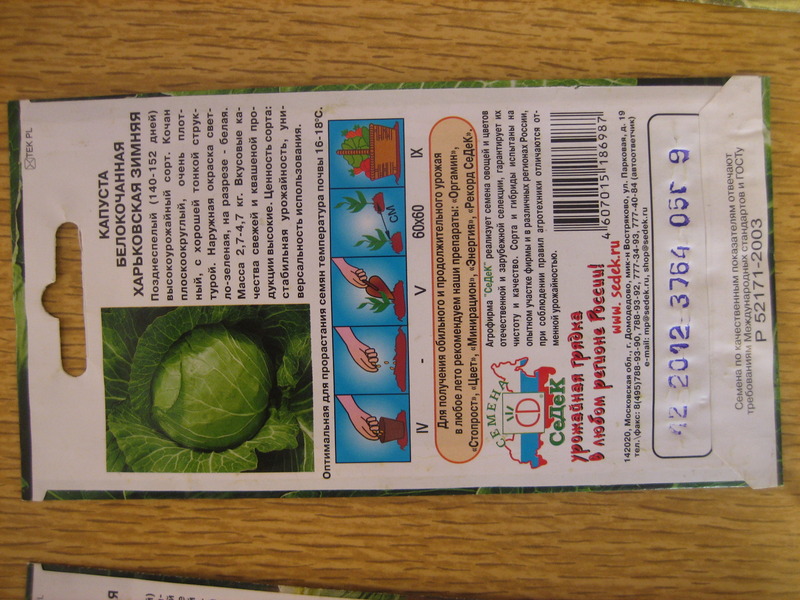 TEK PL
КАПУСТА
БЕЛОКОЧАННАЯ
ХАРЬКОВСКАЯ ЗИМНЯЯ
Позднеспелый (140-152 дней)
высокоурожайный сорт. Кочан
плоскоокруглый, очень плот-
ный, с хорошей тонкой струк-
турой. Наружная окраска свет-
ло-зеленая, на разрезе - белая.
Масса 2,7-4,7 кг. Вкусовые ка-
чества свежей и квашеной про-
дукции высокие. Ценность сорта:
стабильная урожайность, уни-
версальность использования.
Оптимальная для прорастания семян температура почвы 16-18°С.
СМ
IV - V 60х60 IX
Для получения обильного и продолжительного урожая
в любое лето рекомендуем наши препараты: «Оргамин»,
«Стопрост», «Цвет», «Минирацион», «Энергия», «Рекорд СеДеК».
СЕМЕНА
СеДеК
Агрофирма "СеДеК" реализует семена овощей и цветов
отечественной и зарубежной селекции, гарантирует их
чистоту и качество. Сорта и гибриды испытаны на
опытном участке фирмы и в различных регионах России,
при соблюдении правил агротехники отличаются от-
менной урожайностью.
4 607015 186987
урожайная грядка
в любом регионе России!
www.sedek.ru
142020, Московская обл., г. Домодедово, мик-н Востряково, ул. Парковая, д. 19
тел.\факс: 8(495)788-93-90, 788-93-92, 777-34-93, 777-40-84 (автоответчик)
e-mail: mp@sedek.ru, shop@sedek.ru
12 2012 3764 05Г 9
Семена по качественным показателям отвечают
требованиям Международных стандартов и ГОСТу
Р 52171-2003